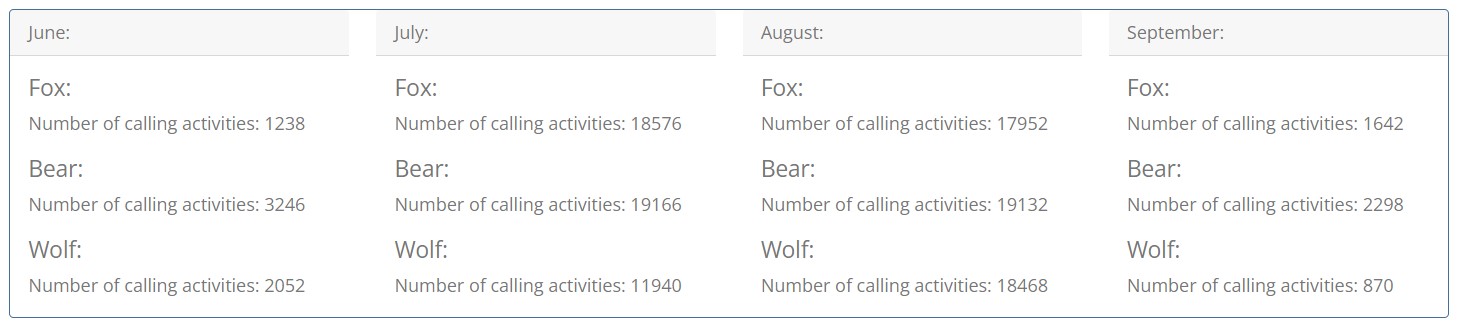 June:
Fox:
Number of calling activities: 1238
Bear:
Number of calling activities: 3246
Wolf:
Number of calling activities: 2052
July:
Fox:
Number of calling activities: 18576
Bear:
Number of calling activities: 19166
Wolf:
Number of calling activities: 11940
August:
Fox:
Number of calling activities: 17952
Bear:
Number of calling activities: 19132
Wolf:
Number of calling activities: 18468
September:
Fox:
Number of calling activities: 1642
Bear:
Number of calling activities: 2298
Wolf:
Number of calling activities: 870